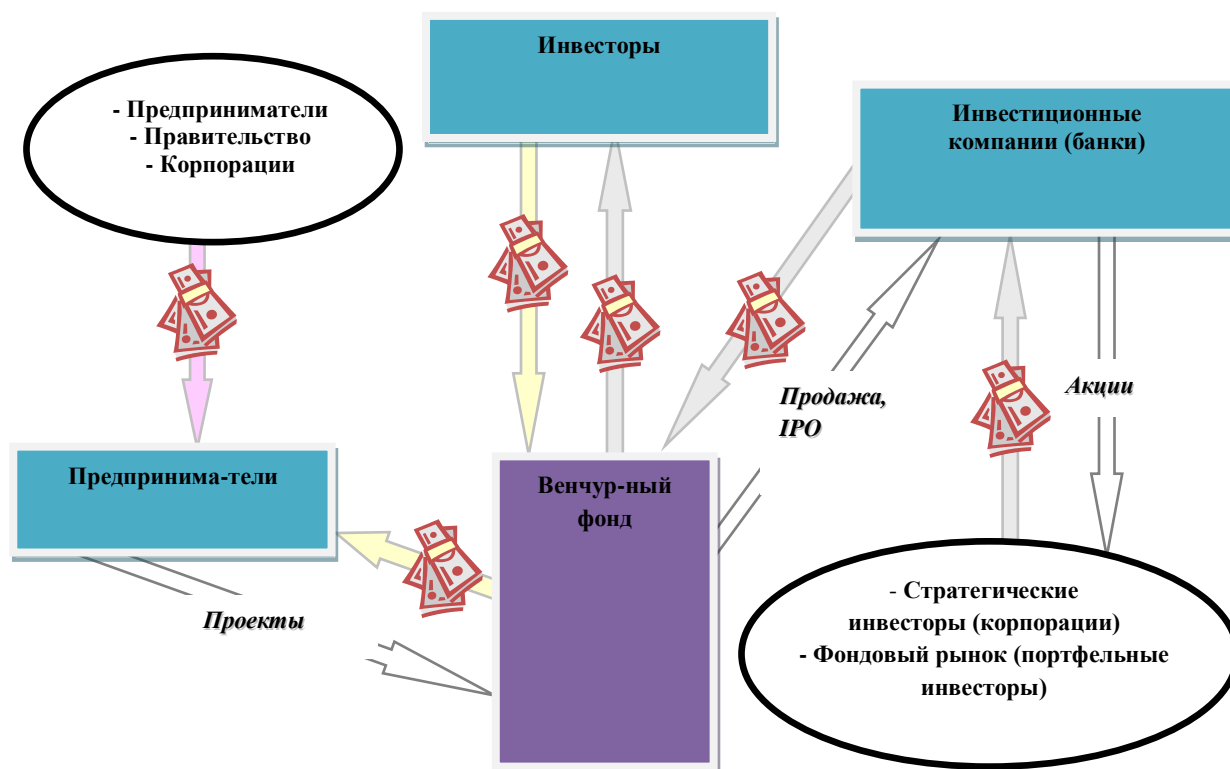 Инвесторы
- Предприниматели
- Правительство
- Корпорации
Инвестиционные
компании (банки)
Продажа,
IPO
Акции
Предпринима-тели
Венчур-ный
фонд
Проекты
- Стратегические
инвесторы (корпорации)
- Фондовый рынок (портфельные
инвесторы)